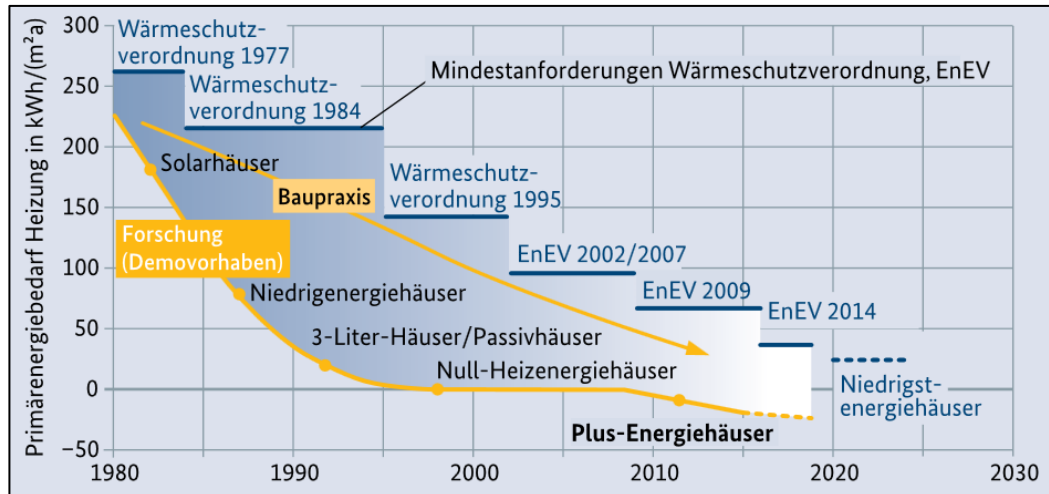 Primärenergiebedarf Heizung in kWh/(m²a)
300
250
200
150
100
50
0
−50
Wärmeschutz-
verordnung 1977
Wärmeschutz-
verordnung 1984
Mindestanforderungen Wärmeschutzverordnung, EnEV
Solarhäuser
Baupraxis
Wärmeschutz-
verordnung 1995
Forschung
(Demovorhaben)
EnEV 2002/2007
Niedrigenergiehäuser
EnEV 2009
EnEV 2014
3-Liter-Häuser/Passivhäuser
Null-Heizenergiehäuser
Niedrigst-
energiehäuser
Plus-Energiehäuser
1980
1990
2000
2010
2020
2030